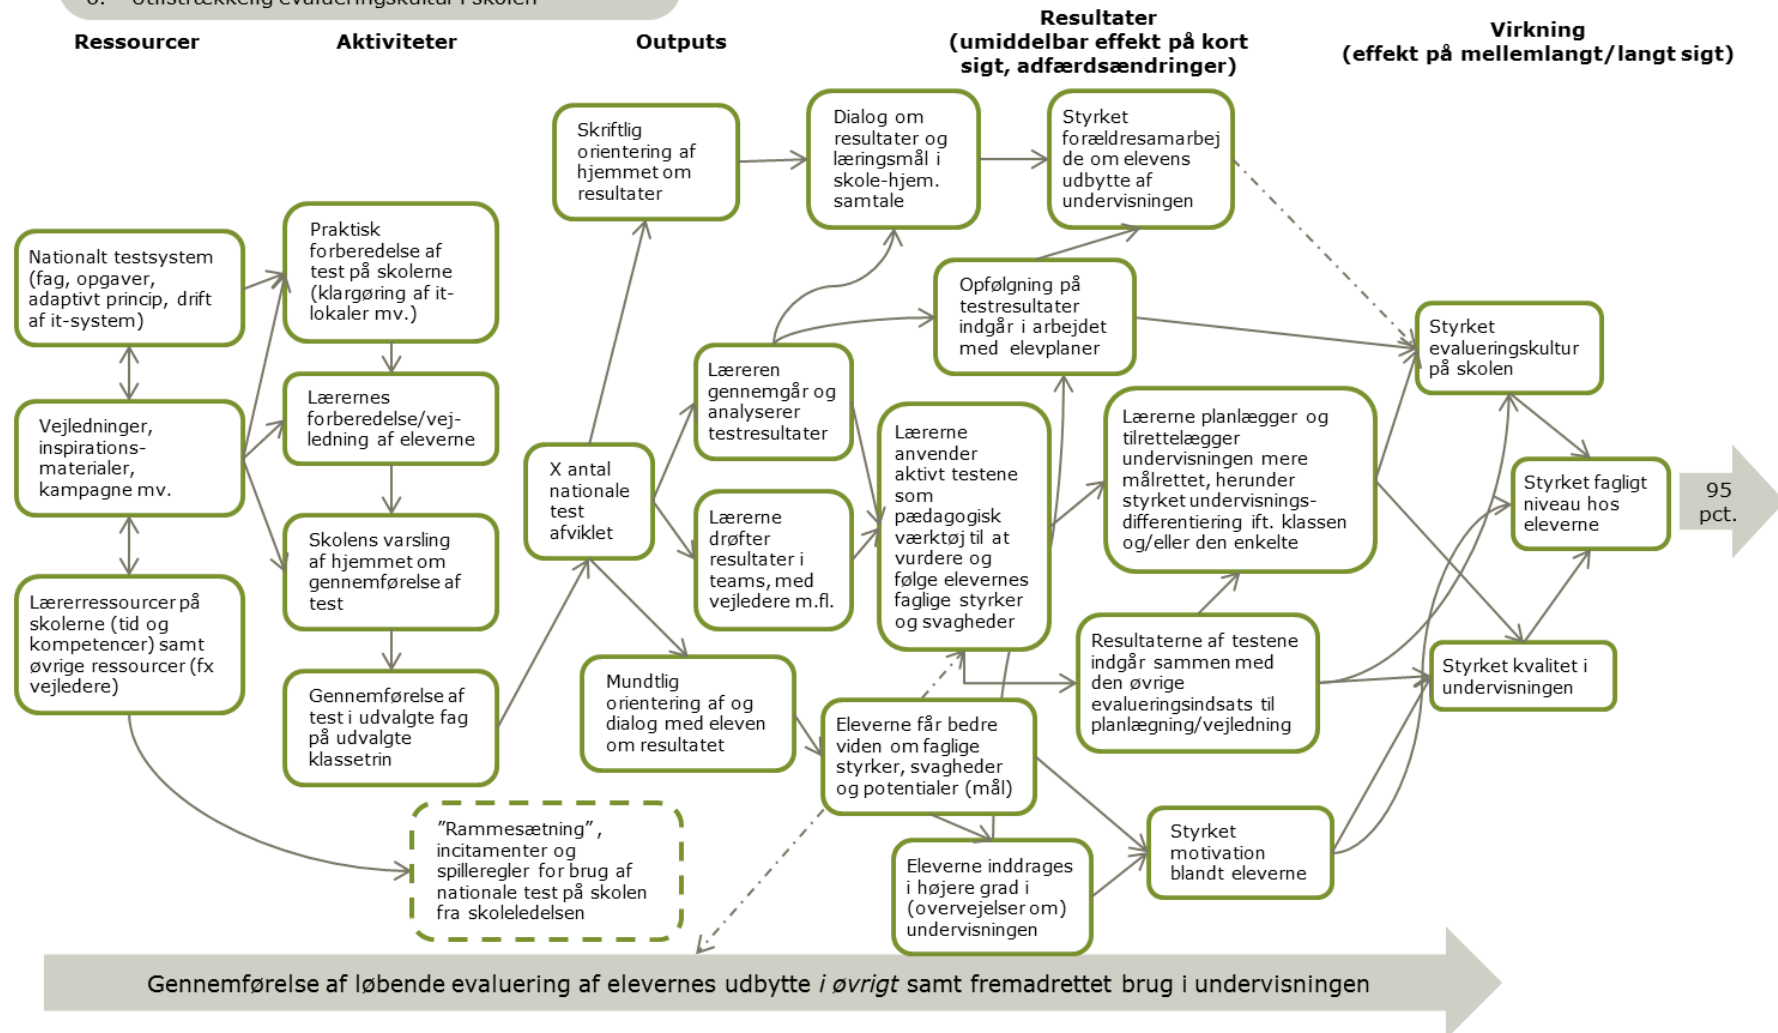 Utilstrækkelig evalueringskultur i skolen
Ressourcer
Aktiviteter
Outputs
Resultater
(umiddelbar effekt på kort
sigt, adfærdsændringer)
Virkning
(effekt på mellemlangt/langt sigt)
Nationalt testsystem
(fag, opgaver,
adaptivt princip, drift
af it-system)
Vejledninger,
inspirations-
materialer,
kampagne mv.
Lærerressourcer på
skolerne (tid og
kompetencer) samt
øvrige ressourcer (fx
vejledere)
Praktisk
forberedelse af
test på skolerne
(klargøring af it-
lokaler mv.)
Lærernes
forberedelse/vej-
ledning af eleverne
Skolens varsling
af hjemmet om
gennemførelse af
test
Gennemførelse af
test i udvalgte fag
på udvalgte
klassetrin
"Rammesætning",
incitamenter og
spilleregler for brug af
nationale test på skolen
fra skoleledelsen
Skriftlig
orientering af
hjemmet om
resultater
X antal
nationale
test
afviklet
Læreren
gennemgår og
analyserer
testresultater
Lærerne
drøfter
resultater i
teams, med
vejledere m.fl.
Mundtlig
orientering af og
dialog med eleven
om resultatet
Dialog om
resultater og
læringsmål i
skole-hjem.
samtale
Styrket
forældresamarbej
de om elevens
udbytte af
undervisningen
Opfølgning på
testresultater
indgår i arbejdet
med elevplaner
Lærerne
anvender
aktivt testene
som
pædagogisk
værktøj til at
vurdere og
følge elevernes
faglige styrker
og svagheder
Lærerne planlægger og
tilrettelægger
undervisningen mere
målrettet, herunder
styrket undervisnings-
differentiering ift. klassen
og/eller den enkelte
Resultaterne af testene
indgår sammen med
den øvrige
evalueringsindsats til
planlægning/vejledning
Eleverne får bedre
viden om faglige
styrker, svagheder
og potentialer (mål)
Eleverne inddrages
i højere grad i
(overvejelser om)
undervisningen
Styrket
motivation
blandt eleverne
Styrket
evalueringskultur
på skolen
Styrket fagligt
niveau hos
eleverne
Styrket kvalitet i
undervisningen
95
pct.
Gennemførelse af løbende evaluering af elevernes udbytte i øvrigt samt fremadrettet brug i undervisningen